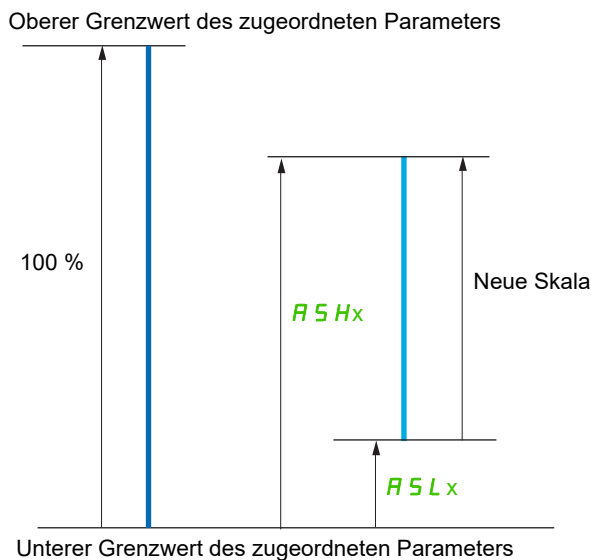 Oberer Grenzwert des zugeordneten Parameters
100 %
Neue Skala
ASHx
ASLx
Unterer Grenzwert des zugeordneten Parameters